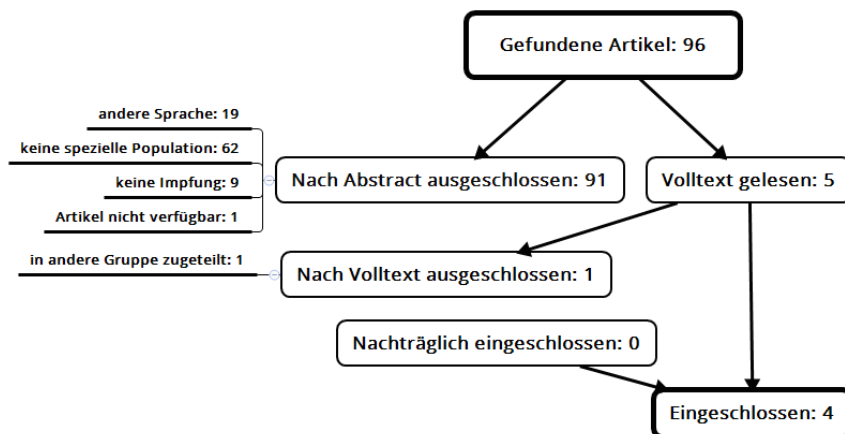 Gefundene Artikel: 96
andere Sprache: 19
keine spezielle Population: 62
keine Impfung: 9
Artikel nicht verfügbar: 1
Nach Abstract ausgeschlossen: 91
Volltext gelesen: 5
in andere Gruppe zugeteilt: 1
Nach Volltext ausgeschlossen: 1
Nachträglich eingeschlossen: 0
Eingeschlossen: 4